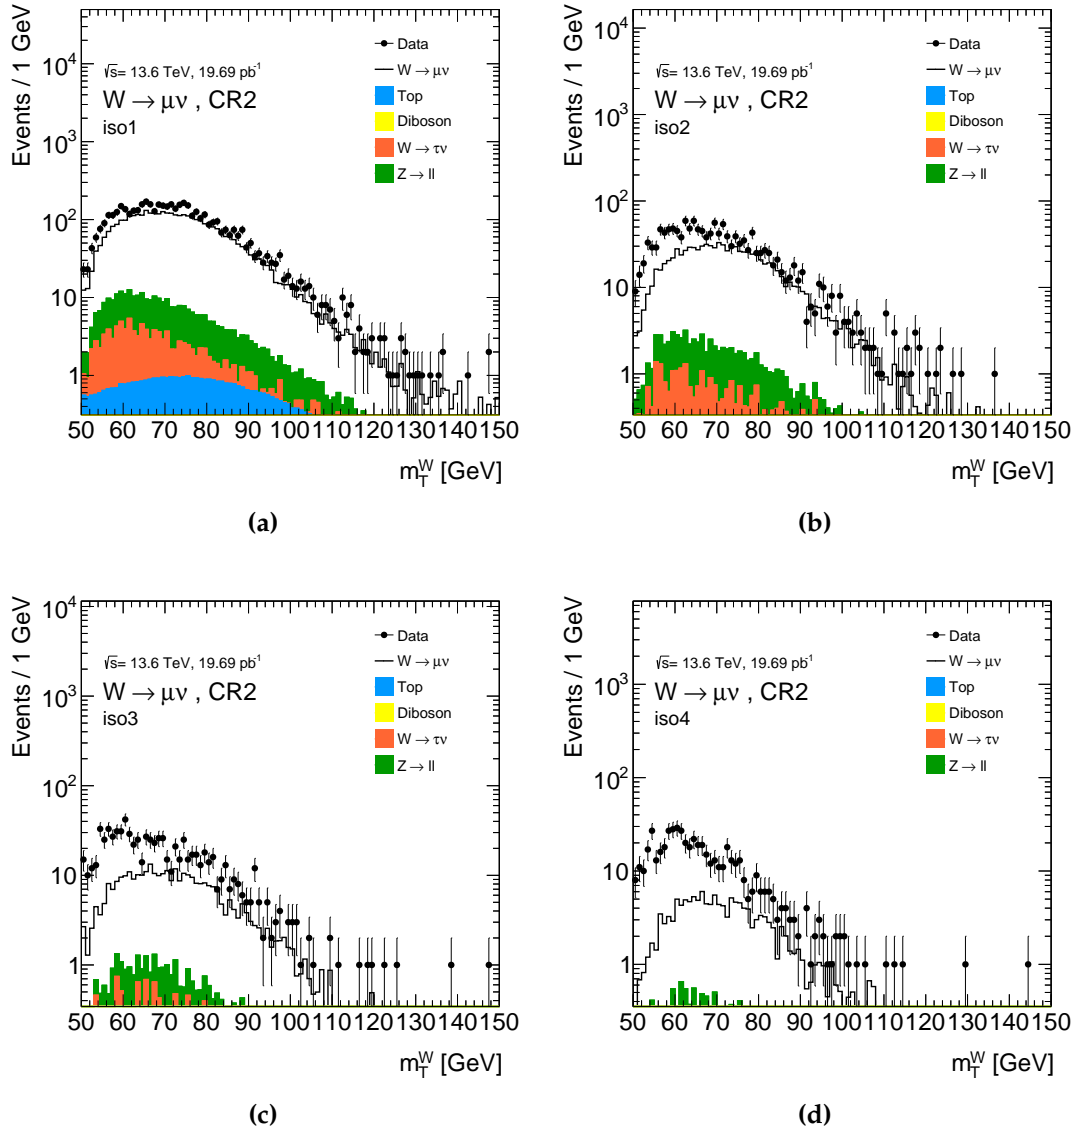 Events / 1 GeV
10⁴
10³
10²
10
1
√s= 13.6 TeV, 19.69 pb⁻¹
W → μν , CR2
iso1
Data
W → μν
Top
Diboson
W → τν
Z → ll
50 60 70 80 90 100 110 120 130 140 150
m_T^W [GeV]
(a)
Events / 1 GeV
10⁴
10³
10²
10
1
√s= 13.6 TeV, 19.69 pb⁻¹
W → μν , CR2
iso2
Data
W → μν
Top
Diboson
W → τν
Z → ll
50 60 70 80 90 100 110 120 130 140 150
m_T^W [GeV]
(b)
Events / 1 GeV
10⁴
10³
10²
10
1
√s= 13.6 TeV, 19.69 pb⁻¹
W → μν , CR2
iso3
Data
W → μν
Top
Diboson
W → τν
Z → ll
50 60 70 80 90 100 110 120 130 140 150
m_T^W [GeV]
(c)
Events / 1 GeV
10³
10²
10
1
√s= 13.6 TeV, 19.69 pb⁻¹
W → μν , CR2
iso4
Data
W → μν
Top
Diboson
W → τν
Z → ll
50 60 70 80 90 100 110 120 130 140 150
m_T^W [GeV]
(d)